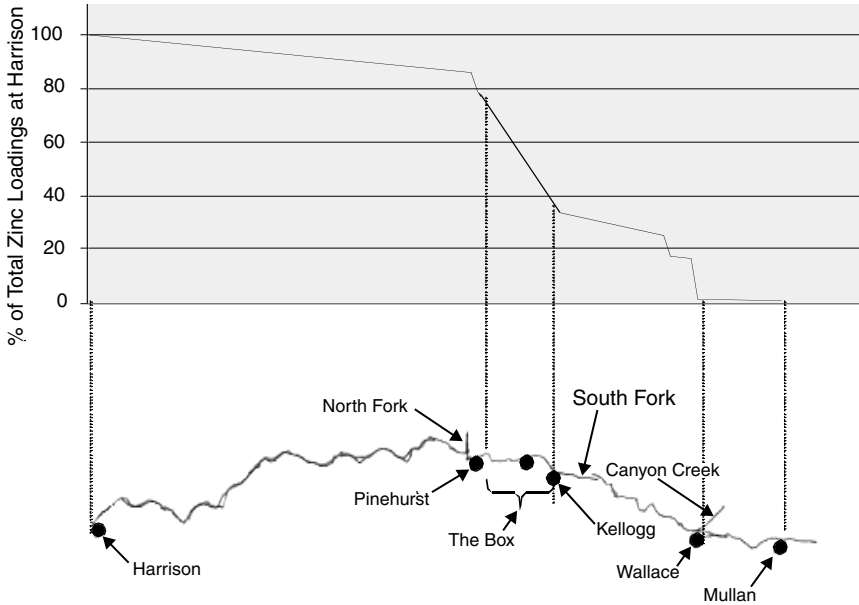 % of Total Zinc Loadings at Harrison
100
80
60
40
20
0
North Fork
South Fork
Canyon Creek
Pinehurst
The Box
Kellogg
Harrison
Wallace
Mullan